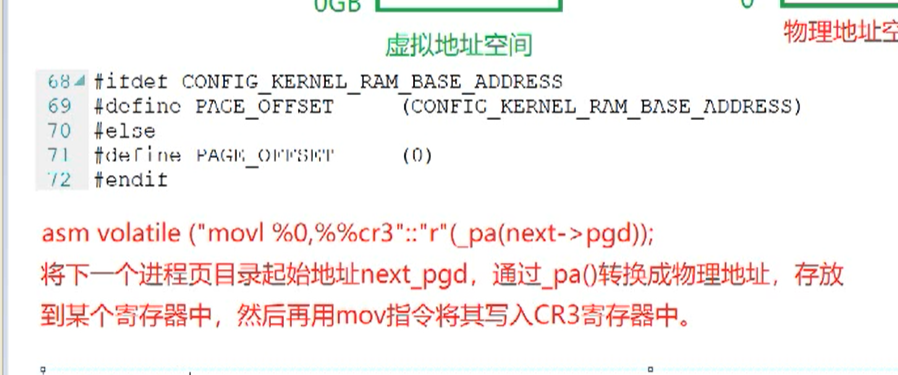 0GB
0
虚拟地址空间
物理地址空
68 #ifdef CONFIG_KERNEL_RAM_BASE_ADDRESS
69 #define PAGE_OFFSET (CONFIG_KERNEL_RAM_BASE_ADDRESS)
70 #else
71 #define PAGE_OFFSET (0)
72 #endif
asm volatile ("movl %0,%%cr3"::"r"(_pa(next->pgd));
将下一个进程页目录起始地址next_pgd，通过_pa()转换成物理地址，存放
到某个寄存器中，然后再用mov指令将其写入CR3寄存器中。